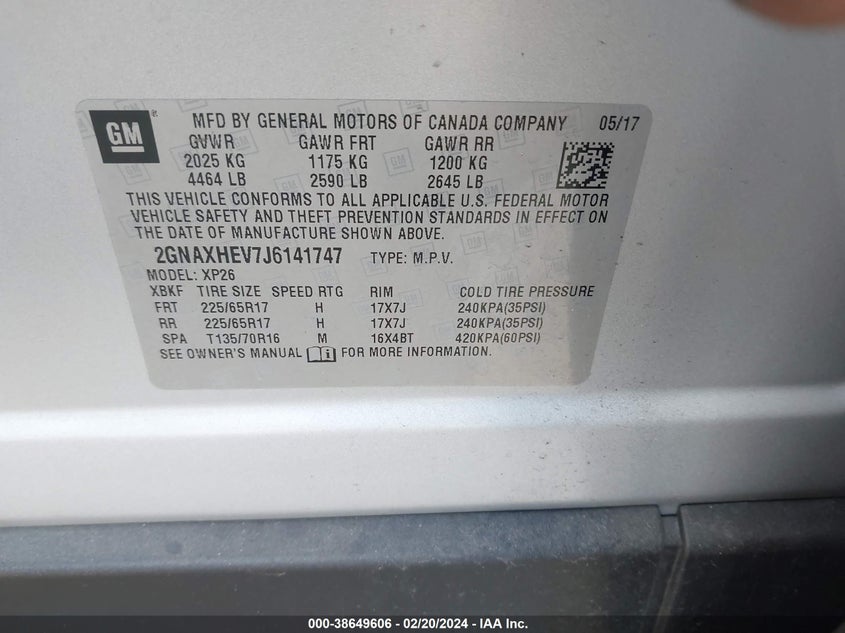 GM ®
MFD BY GENERAL MOTORS OF CANADA COMPANY 05/17
GVWR GAWR FRT GAWR RR
2025 KG 1175 KG 1200 KG
4464 LB 2590 LB 2645 LB
THIS VEHICLE CONFORMS TO ALL APPLICABLE U.S. FEDERAL MOTOR
VEHICLE SAFETY AND THEFT PREVENTION STANDARDS IN EFFECT ON
THE DATE OF MANUFACTURE SHOWN ABOVE.
2GNAXHEV7J6141747 TYPE: M.P.V.
MODEL: XP26
XBKF TIRE SIZE SPEED RTG RIM COLD TIRE PRESSURE
FRT 225/65R17 H 17X7J 240KPA(35PSI)
RR 225/65R17 H 17X7J 240KPA(35PSI)
SPA T135/70R16 M 16X4BT 420KPA(60PSI)
SEE OWNER'S MANUAL FOR MORE INFORMATION.
000-38649606 - 02/20/2024 - IAA Inc.